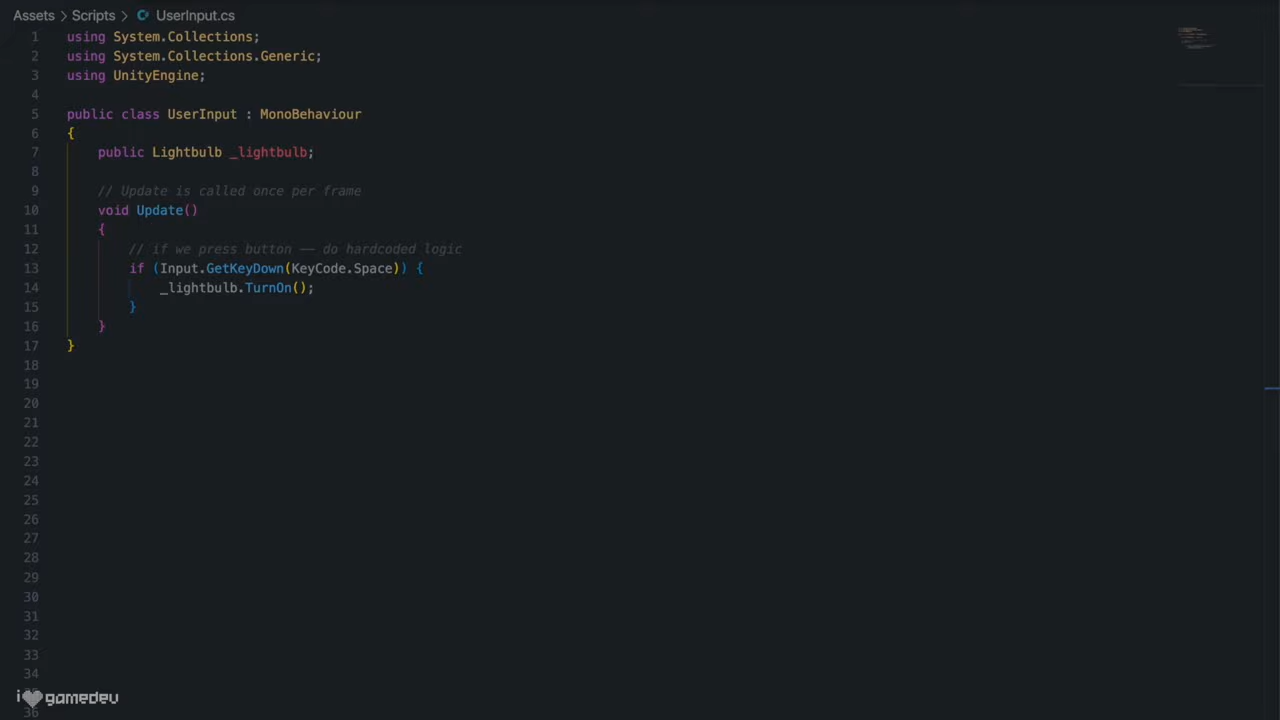 Assets > Scripts > UserInput.cs
1 using System.Collections;
2 using System.Collections.Generic;
3 using UnityEngine;
4
5 public class UserInput : MonoBehaviour
6 {
7 public Lightbulb _lightbulb;
8
9 // Update is called once per frame
10 void Update()
11 {
12 // if we press button —— do hardcoded logic
13 if (Input.GetKeyDown(KeyCode.Space)) {
14 _lightbulb.TurnOn();
15 }
16 }
17 }
18
19
20
21
22
23
24
25
26
27
28
29
30
31
32
33
34
i gamedev
36